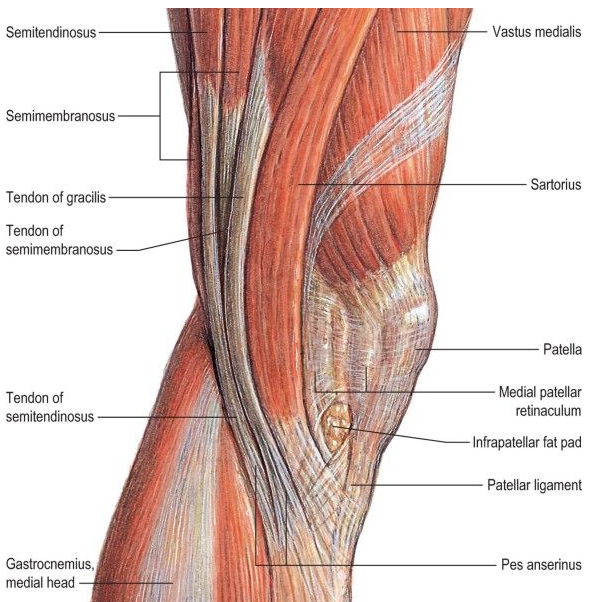 Semitendinosus
Vastus medialis
Semimembranosus
Sartorius
Tendon of gracilis
Tendon of
semimembranosus
Patella
Medial patellar
retinaculum
Tendon of
semitendinosus
Infrapatellar fat pad
Patellar ligament
Gastrocnemius,
medial head
Pes anserinus